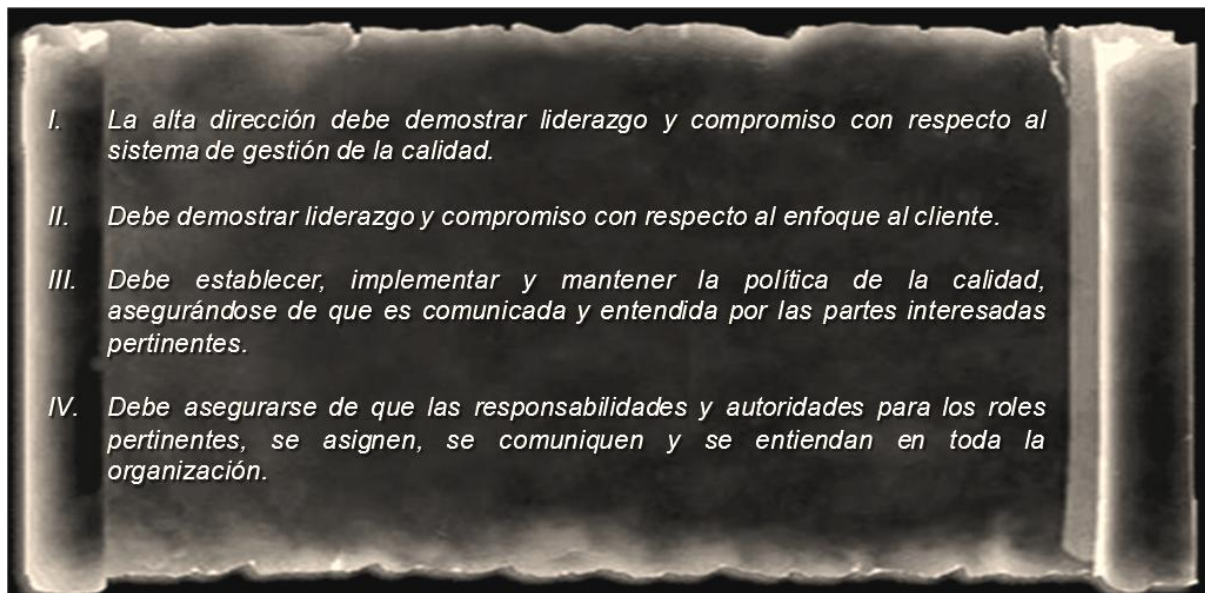 I. La alta dirección debe demostrar liderazgo y compromiso con respecto al
sistema de gestión de la calidad.
II. Debe demostrar liderazgo y compromiso con respecto al enfoque al cliente.
III. Debe establecer, implementar y mantener la política de la calidad,
asegurándose de que es comunicada y entendida por las partes interesadas
pertinentes.
IV. Debe asegurarse de que las responsabilidades y autoridades para los roles
pertinentes, se asignen, se comuniquen y se entiendan en toda la
organización.